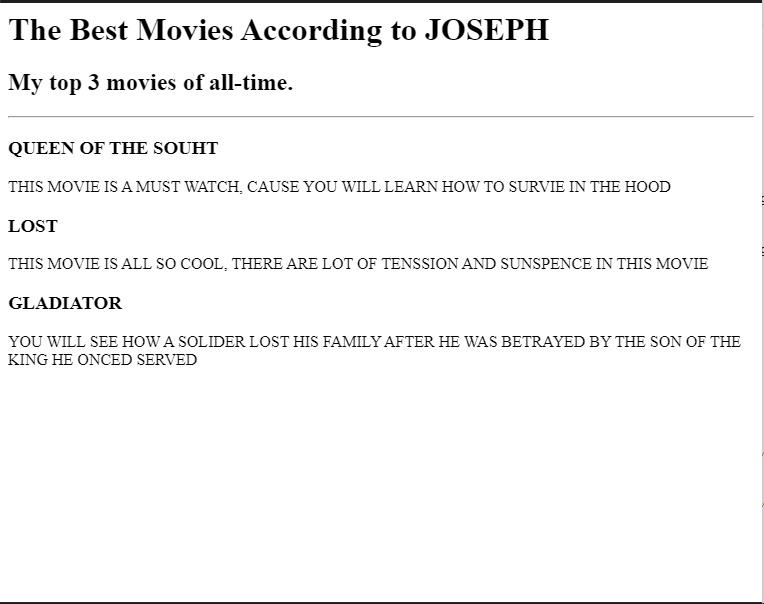 The Best Movies According to JOSEPH
My top 3 movies of all-time.
QUEEN OF THE SOUHT
THIS MOVIE IS A MUST WATCH, CAUSE YOU WILL LEARN HOW TO SURVIE IN THE HOOD
LOST
THIS MOVIE IS ALL SO COOL, THERE ARE LOT OF TENSSION AND SUNSPENCE IN THIS MOVIE
GLADIATOR
YOU WILL SEE HOW A SOLIDER LOST HIS FAMILY AFTER HE WAS BETRAYED BY THE SON OF THE
KING HE ONCED SERVED